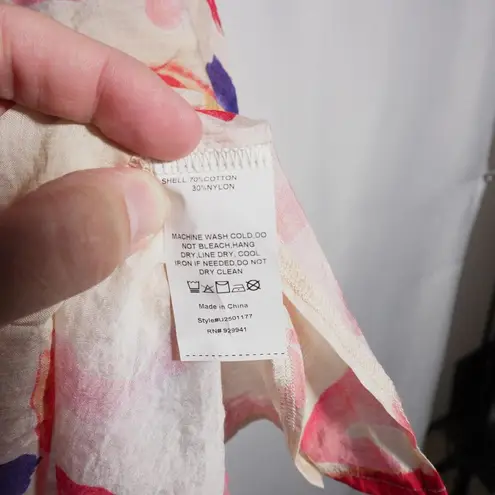 SHELL 70%COTTON
30%NYLON
MACHINE WASH COLD,DO
NOT BLEACH,HANG
DRY,LINE DRY, COOL
IRON IF NEEDED,DO NOT
DRY CLEAN
Made in China
Style#U2501177
RN# 929941